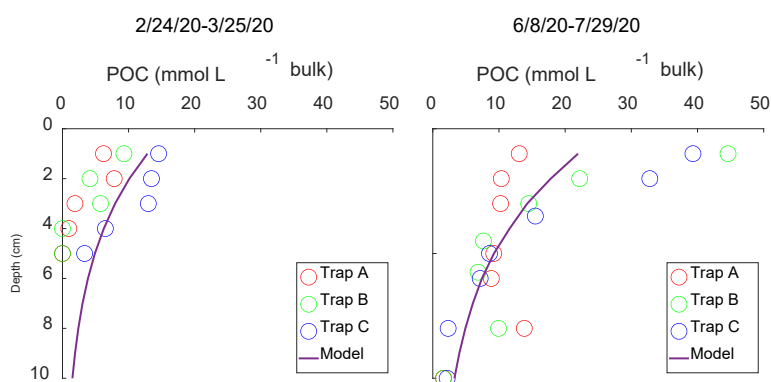 2/24/20-3/25/20
6/8/20-7/29/20
POC (mmol L⁻¹ bulk)
POC (mmol L⁻¹ bulk)
0 10 20 30 40 50
0 10 20 30 40 50
0
2
4
6
8
10
Depth (cm)
Trap A
Trap B
Trap C
Model
Trap A
Trap B
Trap C
Model